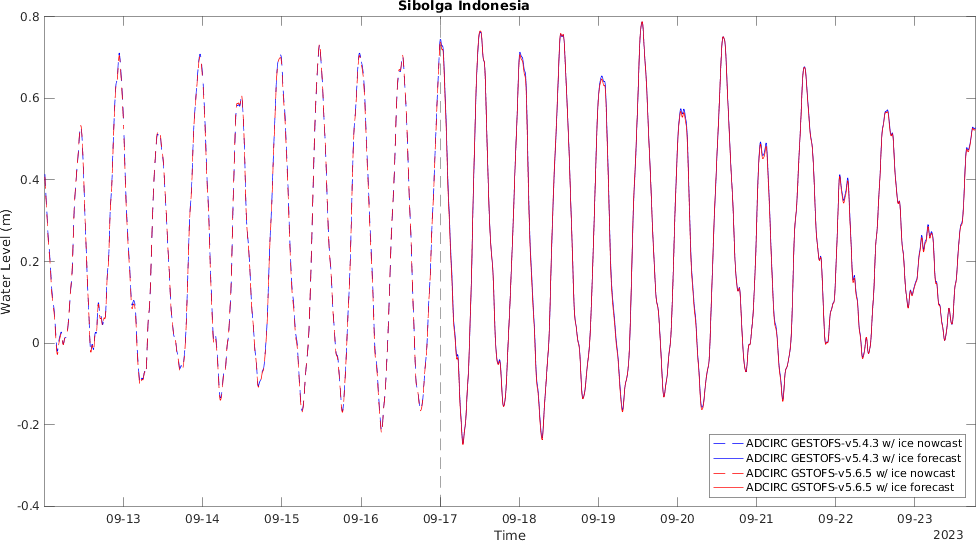 Sibolga Indonesia
0.8
0.6
0.4
0.2
0
-0.2
-0.4
Water Level (m)
09-13 09-14 09-15 09-16 09-17 09-18 09-19 09-20 09-21 09-22 09-23
Time
2023
ADCIRC GESTOFS-v5.4.3 w/ ice nowcast
ADCIRC GESTOFS-v5.4.3 w/ ice forecast
ADCIRC GSTOFS-v5.6.5 w/ ice nowcast
ADCIRC GSTOFS-v5.6.5 w/ ice forecast